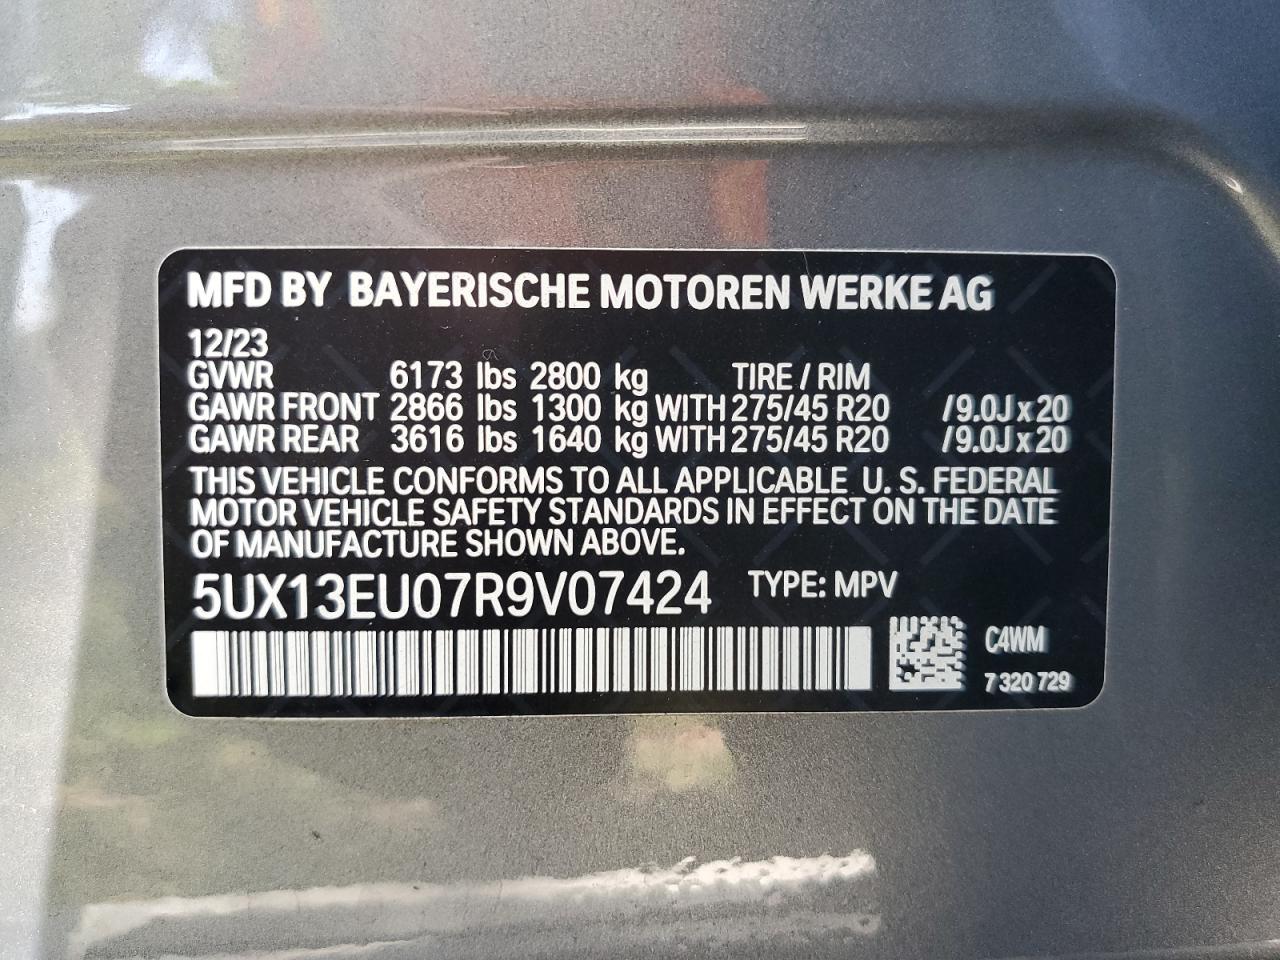 MFD BY BAYERISCHE MOTOREN WERKE AG
12/23
GVWR 6173 lbs 2800 kg TIRE / RIM
GAWR FRONT 2866 lbs 1300 kg WITH 275/45 R20 /9.0J x 20
GAWR REAR 3616 lbs 1640 kg WITH 275/45 R20 /9.0J x 20
THIS VEHICLE CONFORMS TO ALL APPLICABLE U. S. FEDERAL
MOTOR VEHICLE SAFETY STANDARDS IN EFFECT ON THE DATE
OF MANUFACTURE SHOWN ABOVE.
5UX13EU07R9V07424 TYPE: MPV
C4WM
7 320 729